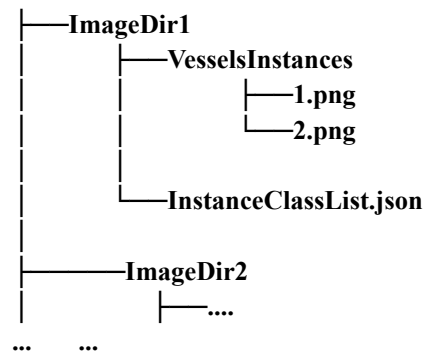 ImageDir1
VesselsInstances
1.png
2.png
InstanceClassList.json
ImageDir2
....
... ...